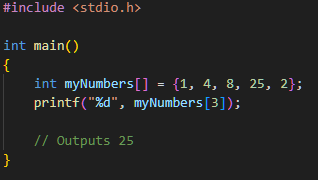 #include <stdio.h>
int main()
{
    int myNumbers[] = {1, 4, 8, 25, 2};
    printf("%d", myNumbers[3]);
    // Outputs 25
}